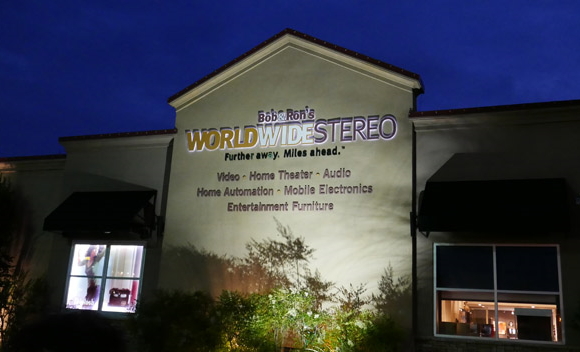 Bob&Ron's
WORLDWIDESTEREO
Further away. Miles ahead.™
Video - Home Theater - Audio
Home Automation - Mobile Electronics
Entertainment Furniture